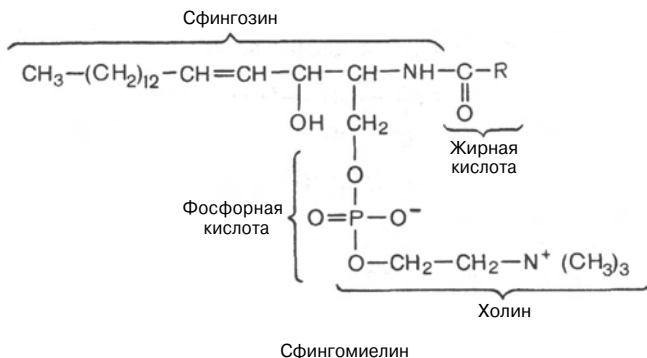 Сфингозин
CH₃—(CH₂)₁₂—CH=CH—CH—CH—NH—C—R
OH CH₂ O
Жирная
кислота
O
Фосфорная
кислота
O=P—O⁻
O—CH₂—CH₂—N⁺ (CH₃)₃
Холин
Сфингомиелин